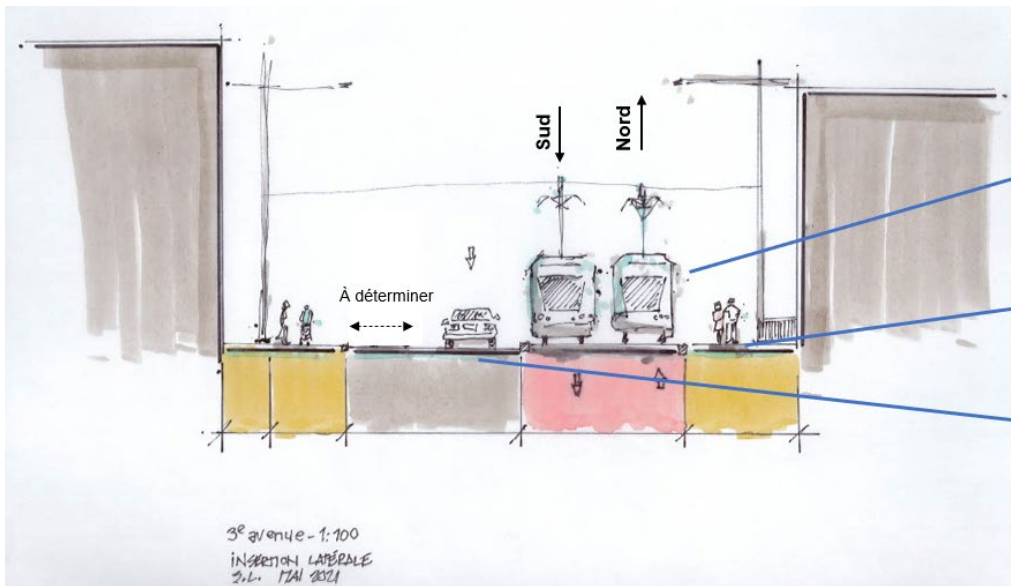 Sud
Nord
À déterminer
3e avenue - 1:100
INSERTION LATÉRALE
S.L. MAI 2021